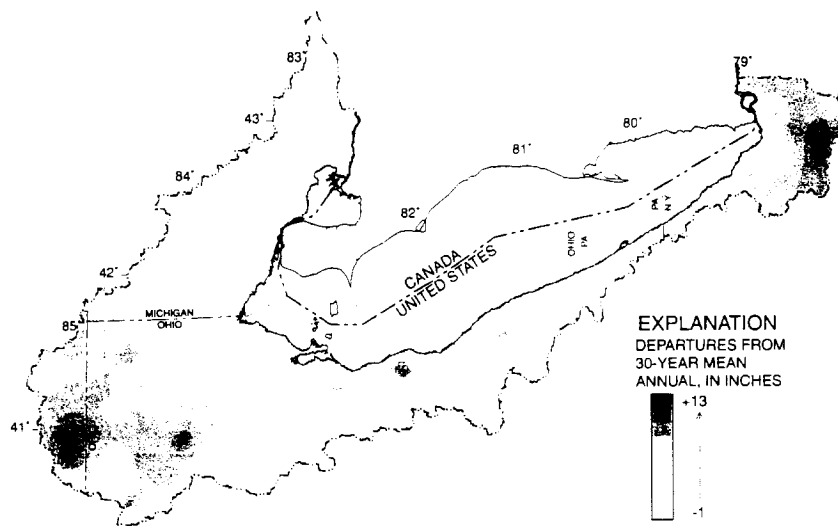 83°
79°
43°
80°
81°
84°
82°
PA
NY
OHIO
PA
CANADA
UNITED STATES
42°
MICHIGAN
OHIO
85°
EXPLANATION
DEPARTURES FROM
30-YEAR MEAN
ANNUAL, IN INCHES
+13
41°
-1